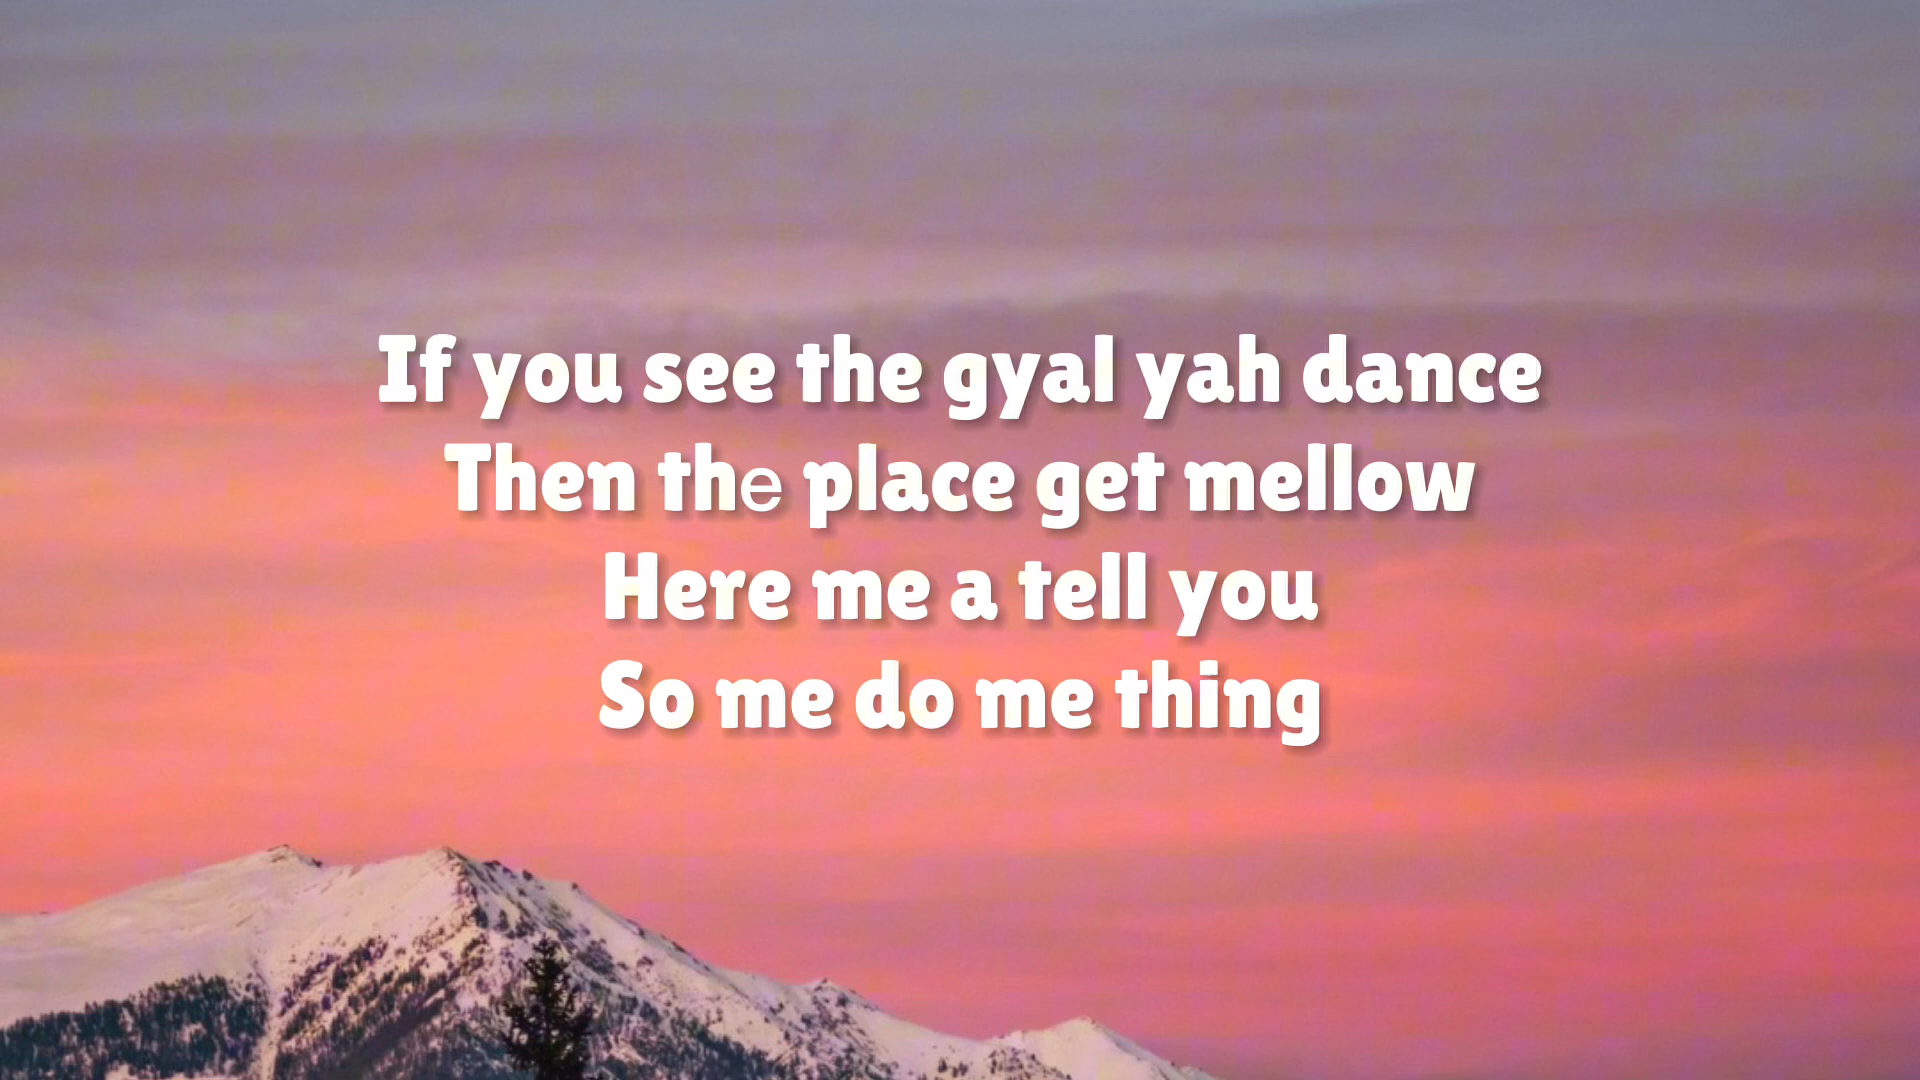 If you see the gyal yah dance
Then thе place get mellow
Here me a tell you
So me do me thing